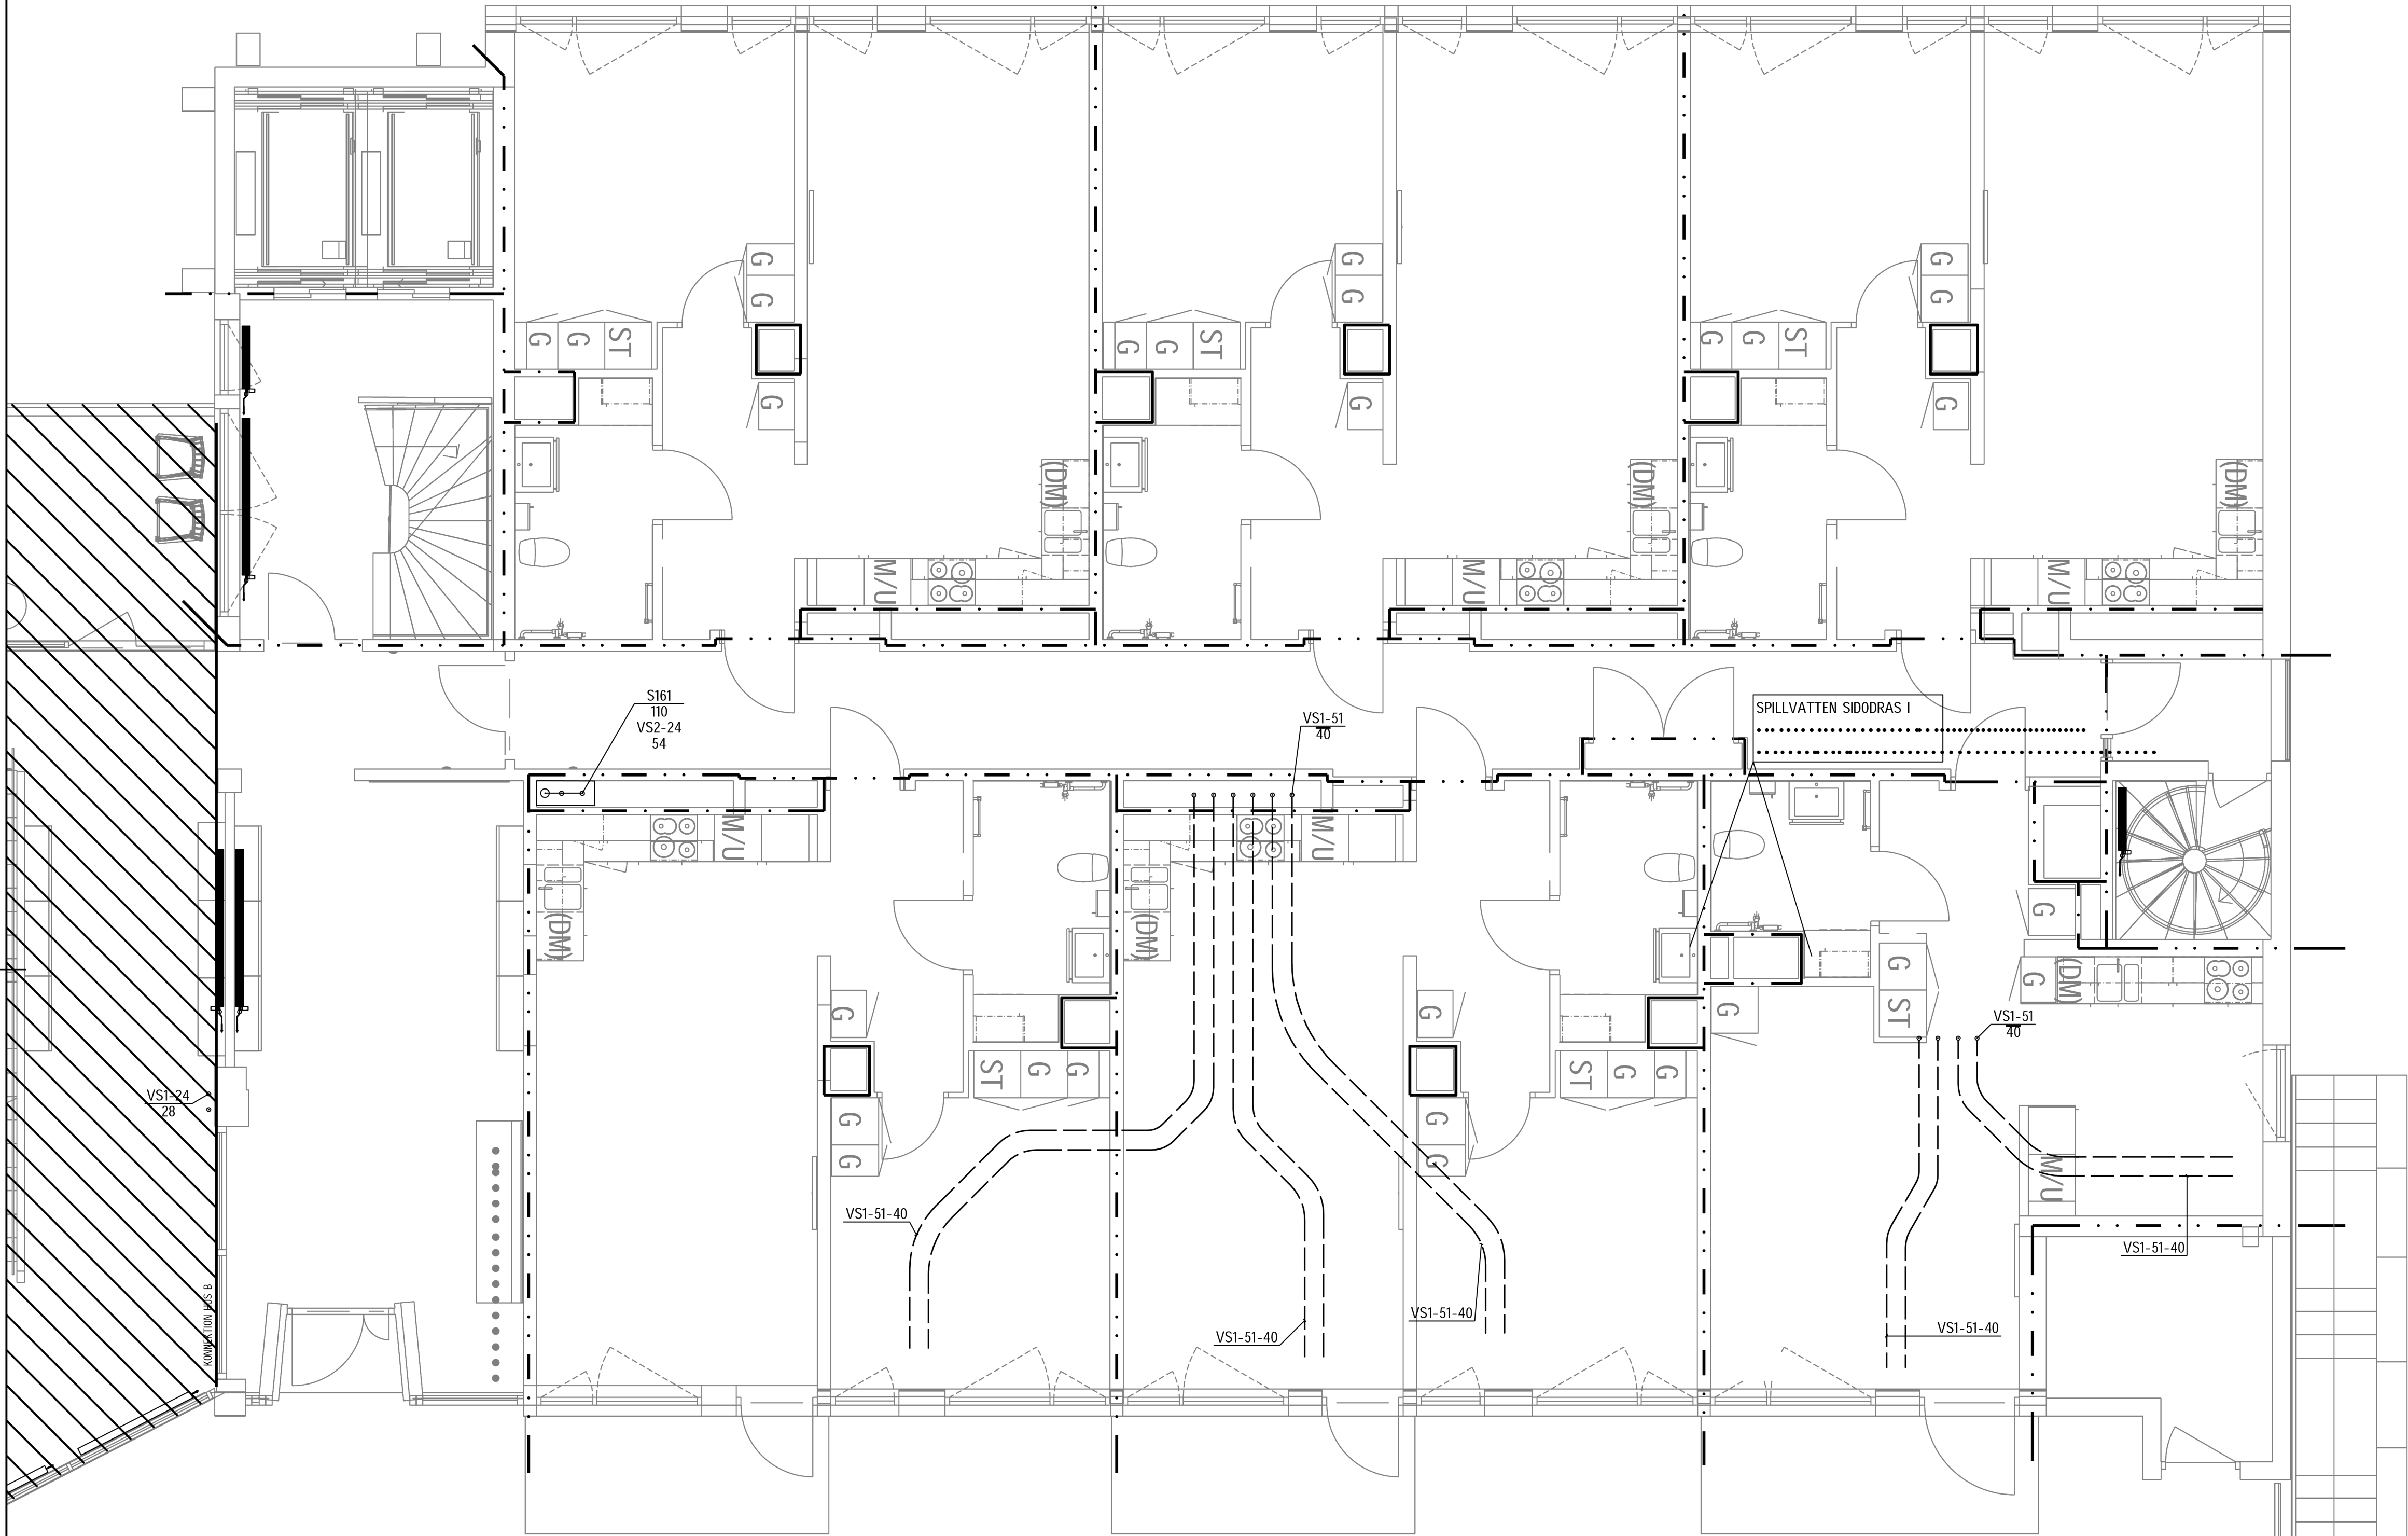 G
G
G
G
G
G
G
G
ST
G
G
ST
G
G
ST
G
G
G
(DM)
(DM)
(DM)
M/U
M/U
M/U
S161
110
VS2-24
54
VS1-51
40
SPILLVATTEN SIDODRAS I
M/U
M/U
(DM)
(DM)
G
G
(DM)
G
ST
G
G
G
ST
G
G
ST
G
G
VS1-51
40
VS1-24
28
G
G
G
G
M/U
VS1-51-40
VS1-51-40
VS1-51-40
VS1-51-40
VS1-51-40
KONNEKTION HUS B